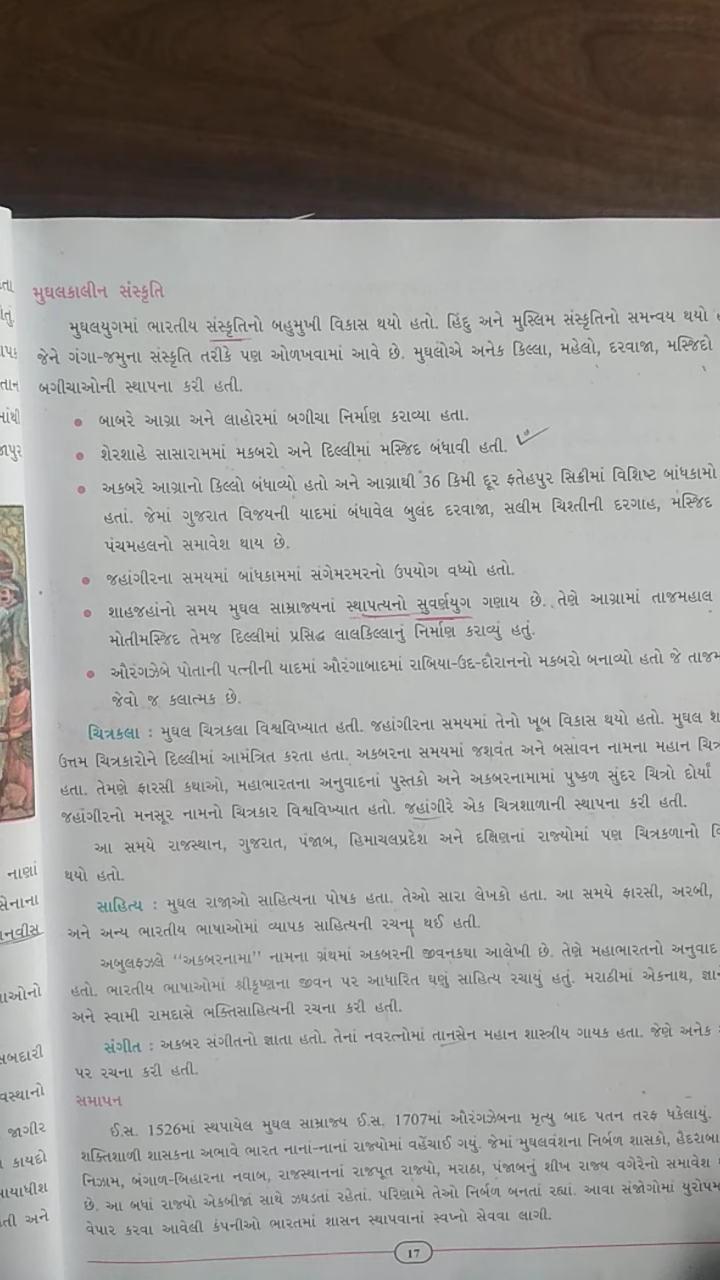 મુઘલકાલીન સંસ્કૃતિ
મુઘલયુગમાં ભારતીય સંસ્કૃતિનો બહુમુખી વિકાસ થયો હતો. હિંદુ અને મુસ્લિમ સંસ્કૃતિનો સમન્વય થયો
જેને ગંગા-જમુના સંસ્કૃતિ તરીકે પણ ઓળખવામાં આવે છે. મુઘલોએ અનેક કિલ્લા, મહેલો, દરવાજા, મસ્જિદો
બગીચાઓની સ્થાપના કરી હતી.
● બાબરે આગ્રા અને લાહોરમાં બગીચા નિર્માણ કરાવ્યા હતા.
● શેરશાહે સાસારામમાં મકબરો અને દિલ્લીમાં મસ્જિદ બંધાવી હતી.
● અકબરે આગ્રાનો કિલ્લો બંધાવ્યો હતો અને આગ્રાથી 36 કિમી દૂર ફતેહપુર સિક્રીમાં વિશિષ્ટ બાંધકામો
હતાં. જેમાં ગુજરાત વિજયની યાદમાં બંધાવેલ બુલંદ દરવાજા, સલીમ ચિશ્તીની દરગાહ, મસ્જિદ
પંચમહલનો સમાવેશ થાય છે.
● જહાંગીરના સમયમાં બાંધકામમાં સંગેમરમરનો ઉપયોગ વધ્યો હતો.
● શાહજહાંનો સમય મુઘલ સામ્રાજ્યનાં સ્થાપત્યનો સુવર્ણયુગ ગણાય છે. તેણે આગ્રામાં તાજમહાલ
મોતીમસ્જિદ તેમજ દિલ્લીમાં પ્રસિદ્ધ લાલકિલ્લાનું નિર્માણ કરાવ્યું હતું.
● ઔરંગઝેબે પોતાની પત્નીની યાદમાં ઔરંગાબાદમાં રાબિયા-ઉદ-દૌરાનનો મકબરો બનાવ્યો હતો જે
જેવો જ કલાત્મક છે.
ચિત્રકલા : મુઘલ ચિત્રકલા વિશ્વવિખ્યાત હતી. જહાંગીરના સમયમાં તેનો ખૂબ વિકાસ થયો હતો. મુઘલ
ઉત્તમ ચિત્રકારોને દિલ્લીમાં આમંત્રિત કરતા હતા. અકબરના સમયમાં જશવંત અને બસાવન નામના મહાન
હતા. તેમણે ફારસી કથાઓ, મહાભારતના અનુવાદનાં પુસ્તકો અને અકબરનામામાં પુષ્કળ સુંદર ચિત્રો દોર્યાં
જહાંગીરનો મનસૂર નામનો ચિત્રકાર વિશ્વવિખ્યાત હતો. જહાંગીરે એક ચિત્રશાળાની સ્થાપના કરી હતી.
આ સમયે રાજસ્થાન, ગુજરાત, પંજાબ, હિમાચલપ્રદેશ અને દક્ષિણનાં રાજ્યોમાં પણ ચિત્રકળાનો
થયો હતો.
સાહિત્ય : મુઘલ રાજાઓ સાહિત્યના પોષક હતા. તેઓ સારા લેખકો હતા. આ સમયે ફારસી, અરબી,
અને અન્ય ભારતીય ભાષાઓમાં વ્યાપક સાહિત્યની રચના થઈ હતી.
અબુલફઝલે “અકબરનામા” નામના ગ્રંથમાં અકબરની જીવનકથા આલેખી છે. તેણે મહાભારતનો અનુવાદ
હતો. ભારતીય ભાષાઓમાં શ્રીકૃષ્ણના જીવન પર આધારિત ઘણું સાહિત્ય રચાયું હતું. મરાઠીમાં એકનાથ,
અને સ્વામી રામદાસે ભક્તિસાહિત્યની રચના કરી હતી.
સંગીત : અકબર સંગીતનો જ્ઞાતા હતો. તેનાં નવરત્નોમાં તાનસેન મહાન શાસ્ત્રીય ગાયક હતા. જેણે અનેક
પર રચના કરી હતી.
સમાપન
ઈ.સ. 1526માં સ્થપાયેલ મુઘલ સામ્રાજ્ય ઈ.સ. 1707માં ઔરંગઝેબના મૃત્યુ બાદ પતન તરફ ધકેલાયું.
શક્તિશાળી શાસકના અભાવે ભારત નાનાં-નાનાં રાજ્યોમાં વહેંચાઈ ગયું. જેમાં મુઘલવંશના નિર્બળ શાસકો,
નિઝામ, બંગાળ-બિહારના નવાબ, રાજસ્થાનનાં રાજપૂત રાજ્યો, મરાઠા, પંજાબનું શીખ રાજ્ય વગેરેનો સમાવેશ
છે. આ બધાં રાજ્યો એકબીજાં સાથે ઝઘડતાં રહેતાં. પરિણામે તેઓ નિર્બળ બનતાં રહ્યાં. આવા સંજોગોમાં
વેપાર કરવા આવેલી કંપનીઓ ભારતમાં શાસન સ્થાપવાનાં સ્વપ્નો સેવવા લાગી.
17
નાણાં
સેનાના
જાગીર
કાયદો